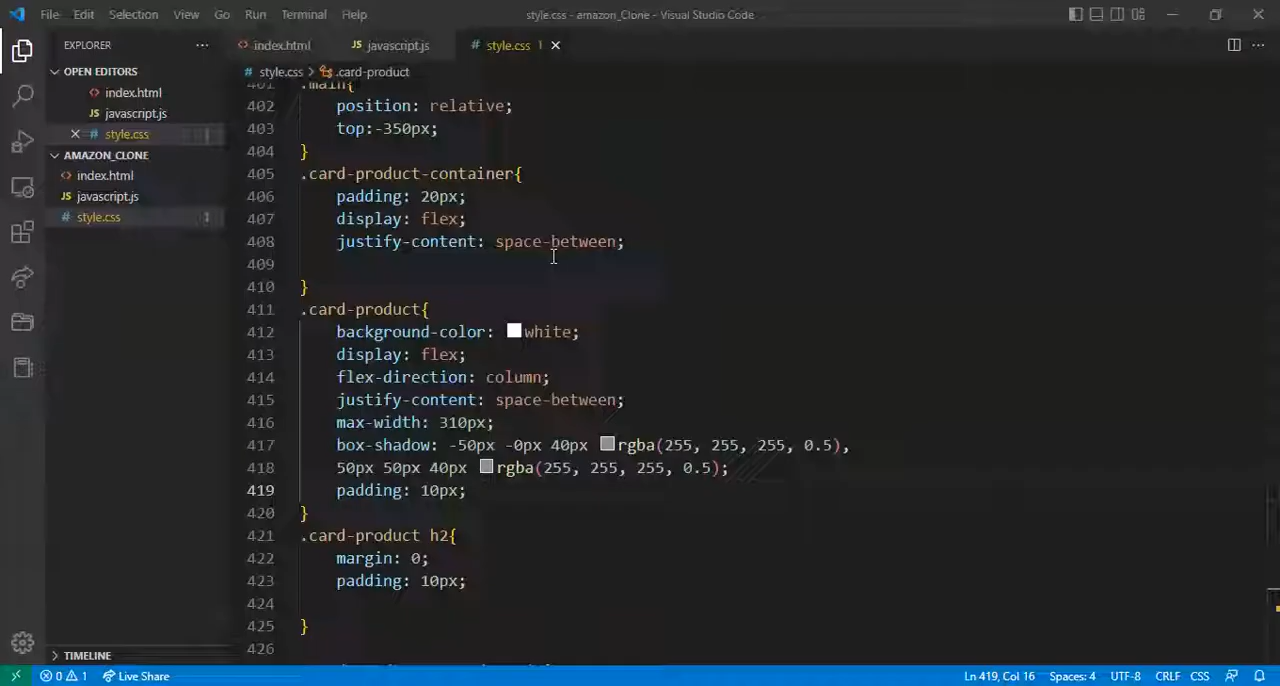 File Edit Selection View Go Run Terminal Help
style.css - amazon_Clone - Visual Studio Code
EXPLORER
OPEN EDITORS
index.html
javascript.js
style.css
AMAZON_CLONE
index.html
javascript.js
style.css 1
TIMELINE
index.html javascript.js style.css 1
style.css > .card-product
401 .main{
402 position: relative;
403 top:-350px;
404 }
405 .card-product-container{
406 padding: 20px;
407 display: flex;
408 justify-content: space-between;
409
410 }
411 .card-product{
412 background-color: white;
413 display: flex;
414 flex-direction: column;
415 justify-content: space-between;
416 max-width: 310px;
417 box-shadow: -50px -0px 40px rgba(255, 255, 255, 0.5),
418 50px 50px 40px rgba(255, 255, 255, 0.5);
419 padding: 10px;
420 }
421 .card-product h2{
422 margin: 0;
423 padding: 10px;
424
425 }
426
0 1 Live Share
Ln 419, Col 16 Spaces: 4 UTF-8 CRLF CSS